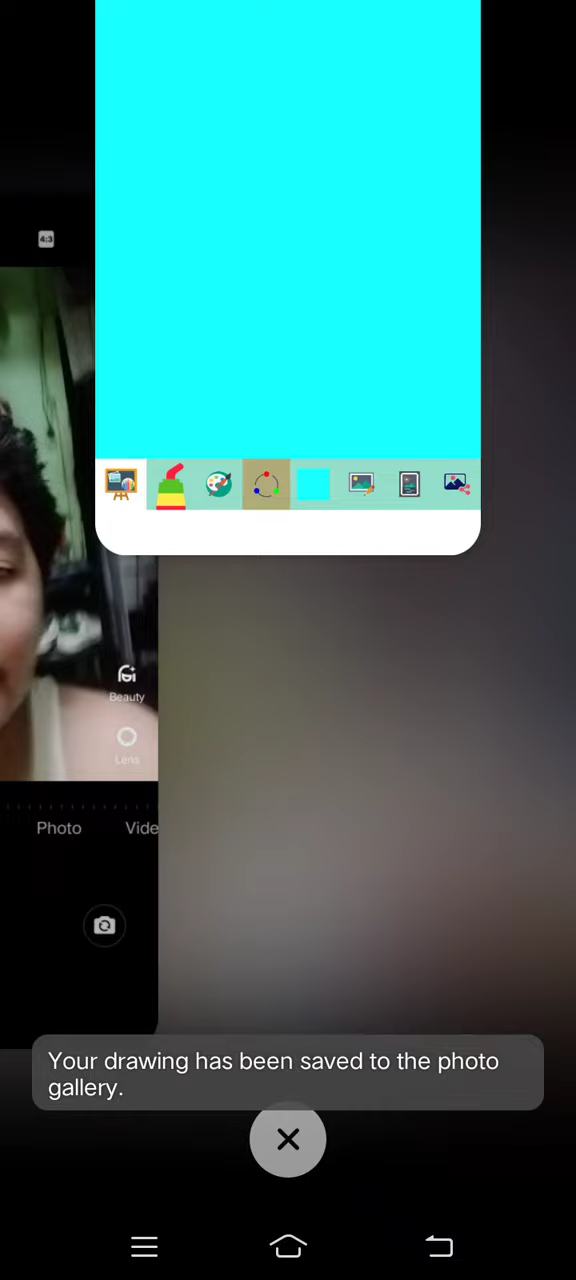 4:3
Beauty
Lens
Photo
Vide
Your drawing has been saved to the photo
gallery.